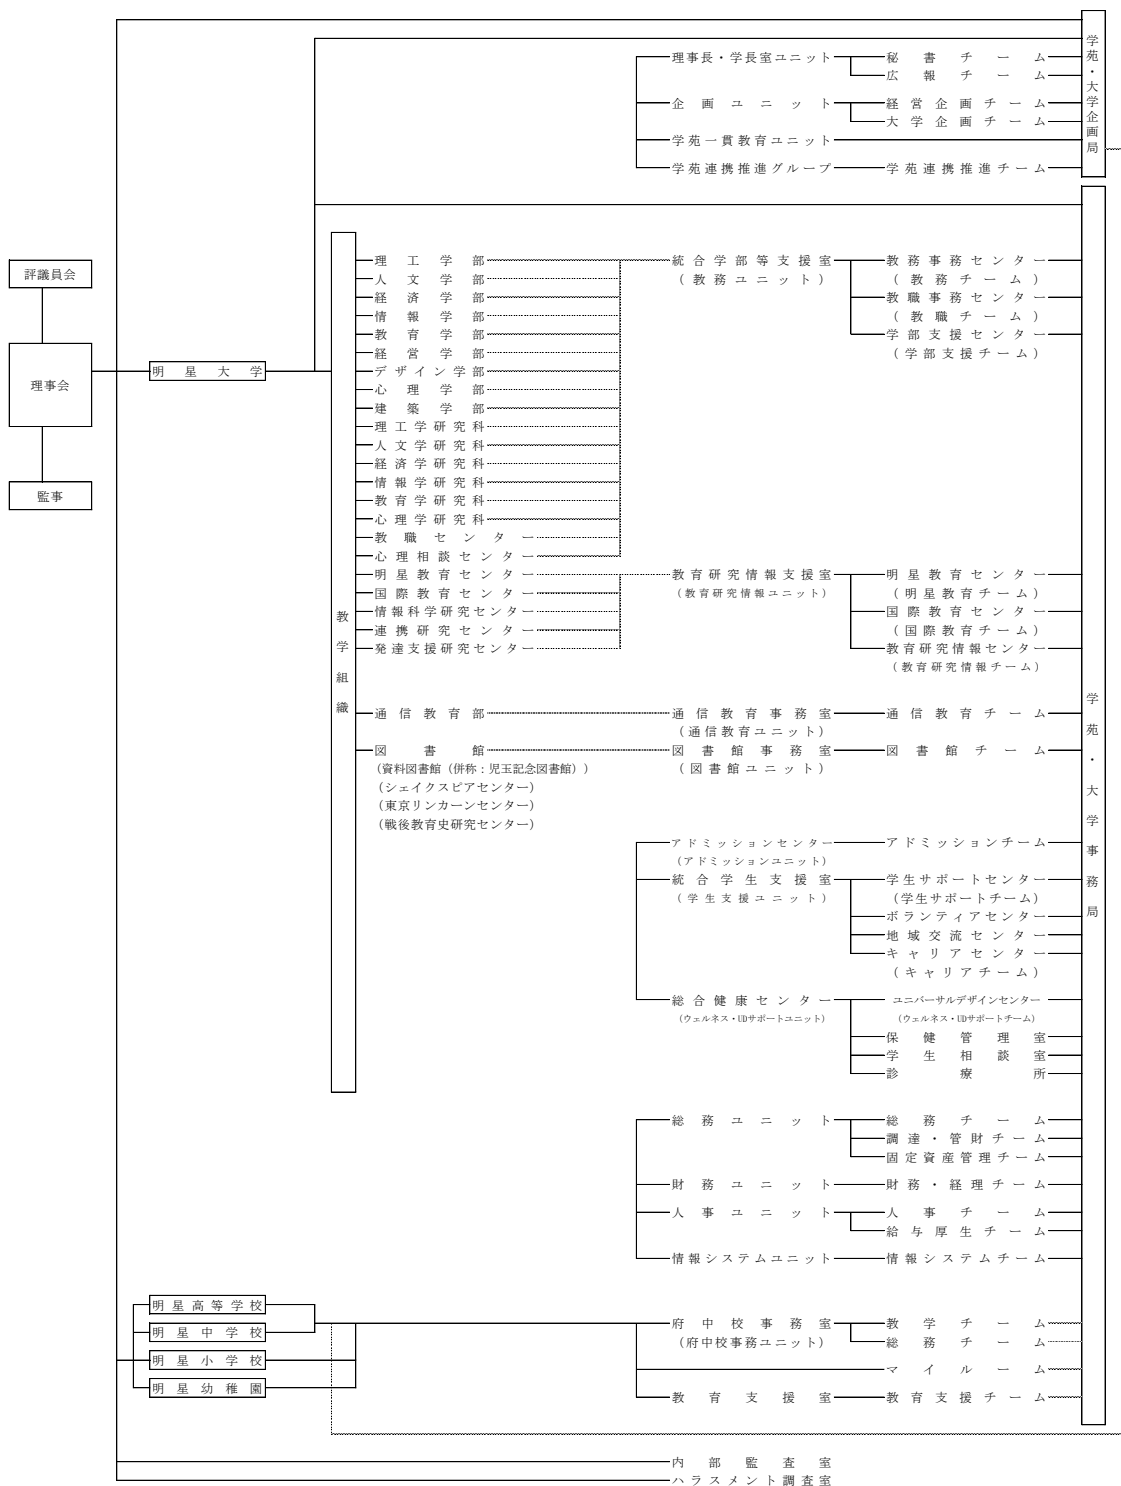 学苑・大学企画局
理事長・学長室ユニット 秘書チーム
広報チーム
企画ユニット 経営企画チーム
大学企画チーム
学苑一貫教育ユニット
学苑連携推進グループ 学苑連携推進チーム
評議員会
理事会
監事
明星大学
教学組織
理工学部 統合学部等支援室 教務事務センター
人文学部 (教務ユニット) (教務チーム)
経済学部 教職事務センター
情報学部 (教職チーム)
教育学部 学部支援センター
経営学部 (学部支援チーム)
デザイン学部
心理学部
建築学部
理工学研究科
人文学研究科
経済学研究科
情報学研究科
教育学研究科
心理学研究科
教職センター
心理相談センター
明星教育センター 教育研究情報支援室 明星教育センター
国際教育センター (教育研究情報ユニット) (明星教育チーム)
情報科学研究センター 国際教育センター
連携研究センター (国際教育チーム)
発達支援研究センター 教育研究情報センター
(教育研究情報チーム)
通信教育部 通信教育事務室 通信教育チーム
(通信教育ユニット)
図書館 図書館事務室 図書館チーム
(資料図書館(併称:児玉記念図書館)) (図書館ユニット)
(シェイクスピアセンター)
(東京リンカーンセンター)
(戦後教育史研究センター)
学苑・大学事務局
アドミッションセンター アドミッションチーム
(アドミッションユニット)
統合学生支援室 学生サポートセンター
(学生支援ユニット) (学生サポートチーム)
ボランティアセンター
地域交流センター
キャリアセンター
(キャリアチーム)
総合健康センター ユニバーサルデザインセンター
(ウェルネス・UDサポートユニット) (ウェルネス・UDサポートチーム)
保健管理室
学生相談室
診療所
総務ユニット 総務チーム
調達・管財チーム
固定資産管理チーム
財務ユニット 財務・経理チーム
人事ユニット 人事チーム
給与厚生チーム
情報システムユニット 情報システムチーム
明星高等学校
明星中学校
明星小学校
明星幼稚園
府中校事務室 教学チーム
(府中校事務ユニット) 総務チーム
マイルーム
教育支援室 教育支援チーム
内部監査室
ハラスメント調査室